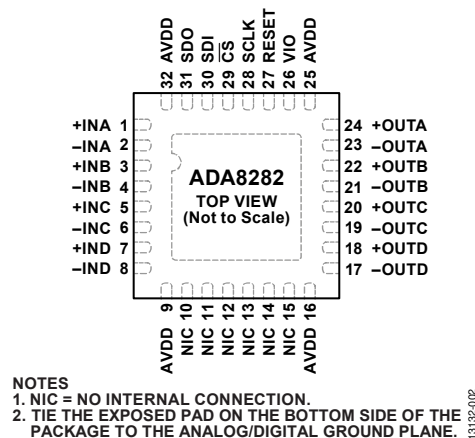 32 AVDD
31 SDO
30 SDI
29 CS
28 SCLK
27 RESET
26 VIO
25 AVDD
+INA 1
–INA 2
+INB 3
–INB 4
+INC 5
–INC 6
+IND 7
–IND 8
ADA8282
TOP VIEW
(Not to Scale)
24 +OUTA
23 –OUTA
22 +OUTB
21 –OUTB
20 +OUTC
19 –OUTC
18 +OUTD
17 –OUTD
AVDD 9
NIC 10
NIC 11
NIC 12
NIC 13
NIC 14
NIC 15
AVDD 16
NOTES
1. NIC = NO INTERNAL CONNECTION.
2. TIE THE EXPOSED PAD ON THE BOTTOM SIDE OF THE
PACKAGE TO THE ANALOG/DIGITAL GROUND PLANE.
13132-002